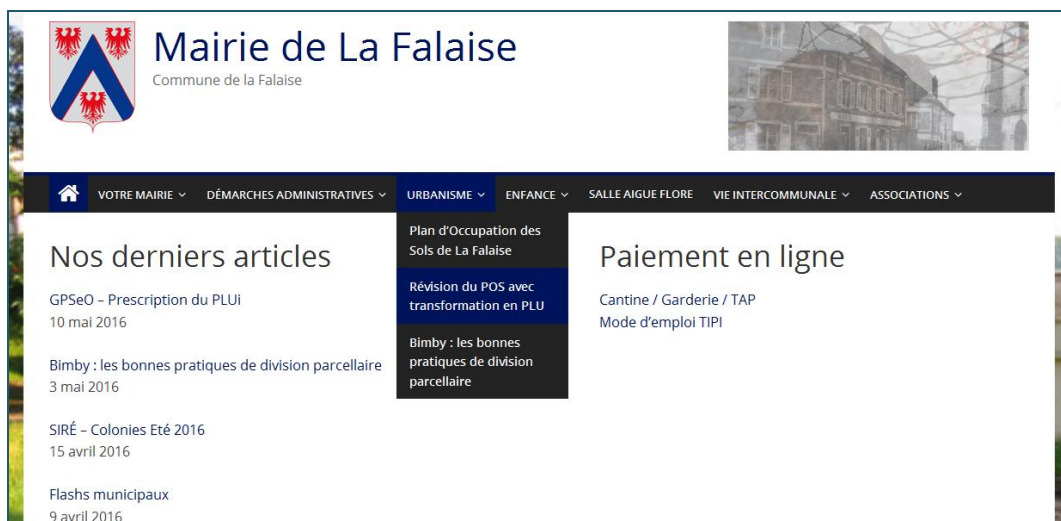 Mairie de La Falaise
Commune de la Falaise
VOTRE MAIRIE
DÉMARCHES ADMINISTRATIVES
URBANISME
ENFANCE
SALLE AIGUE FLORE
VIE INTERCOMMUNALE
ASSOCIATIONS
Plan d'Occupation des
Sols de La Falaise
Révision du POS avec
transformation en PLU
Bimby : les bonnes
pratiques de division
parcellaire
Nos derniers articles
GPSeO – Prescription du PLUi
10 mai 2016
Bimby : les bonnes pratiques de division parcellaire
3 mai 2016
SIRÉ – Colonies Eté 2016
15 avril 2016
Flashs municipaux
9 avril 2016
Paiement en ligne
Cantine / Garderie / TAP
Mode d'emploi TIPI